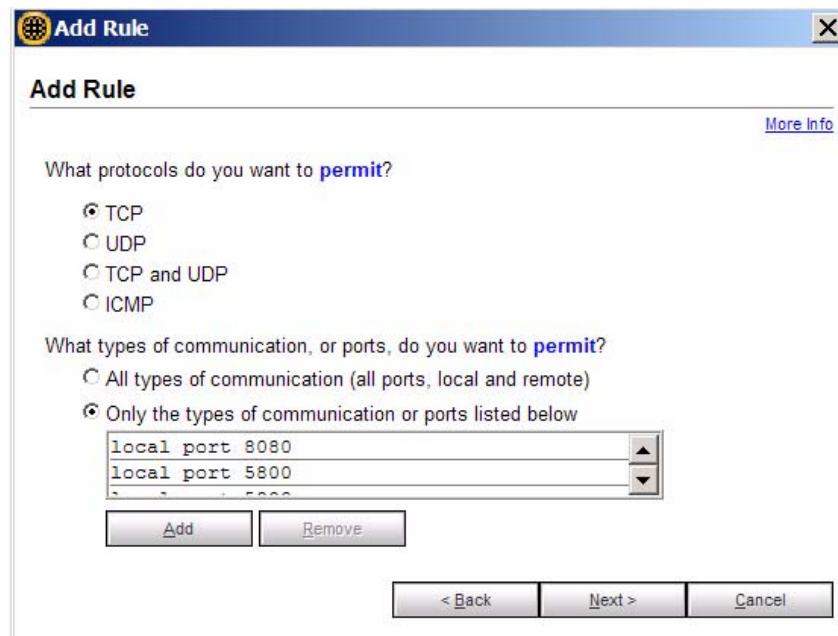 Add Rule
Add Rule
More Info
What protocols do you want to permit?
TCP
UDP
TCP and UDP
ICMP
What types of communication, or ports, do you want to permit?
All types of communication (all ports, local and remote)
Only the types of communication or ports listed below
local port 8080
local port 5800
Add
Remove
< Back
Next >
Cancel